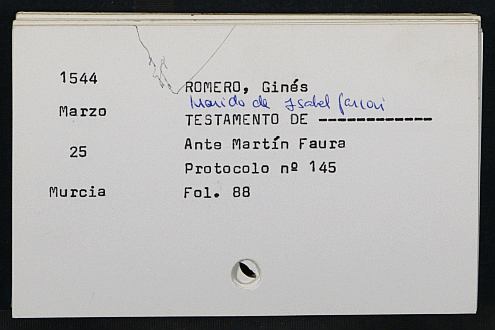 1544
ROMERO, Ginés
Marido de Isabel
Marzo
TESTAMENTO DE ------------
Ante Martín Faura
25
Protocolo nº 145
Murcia
Fol. 88